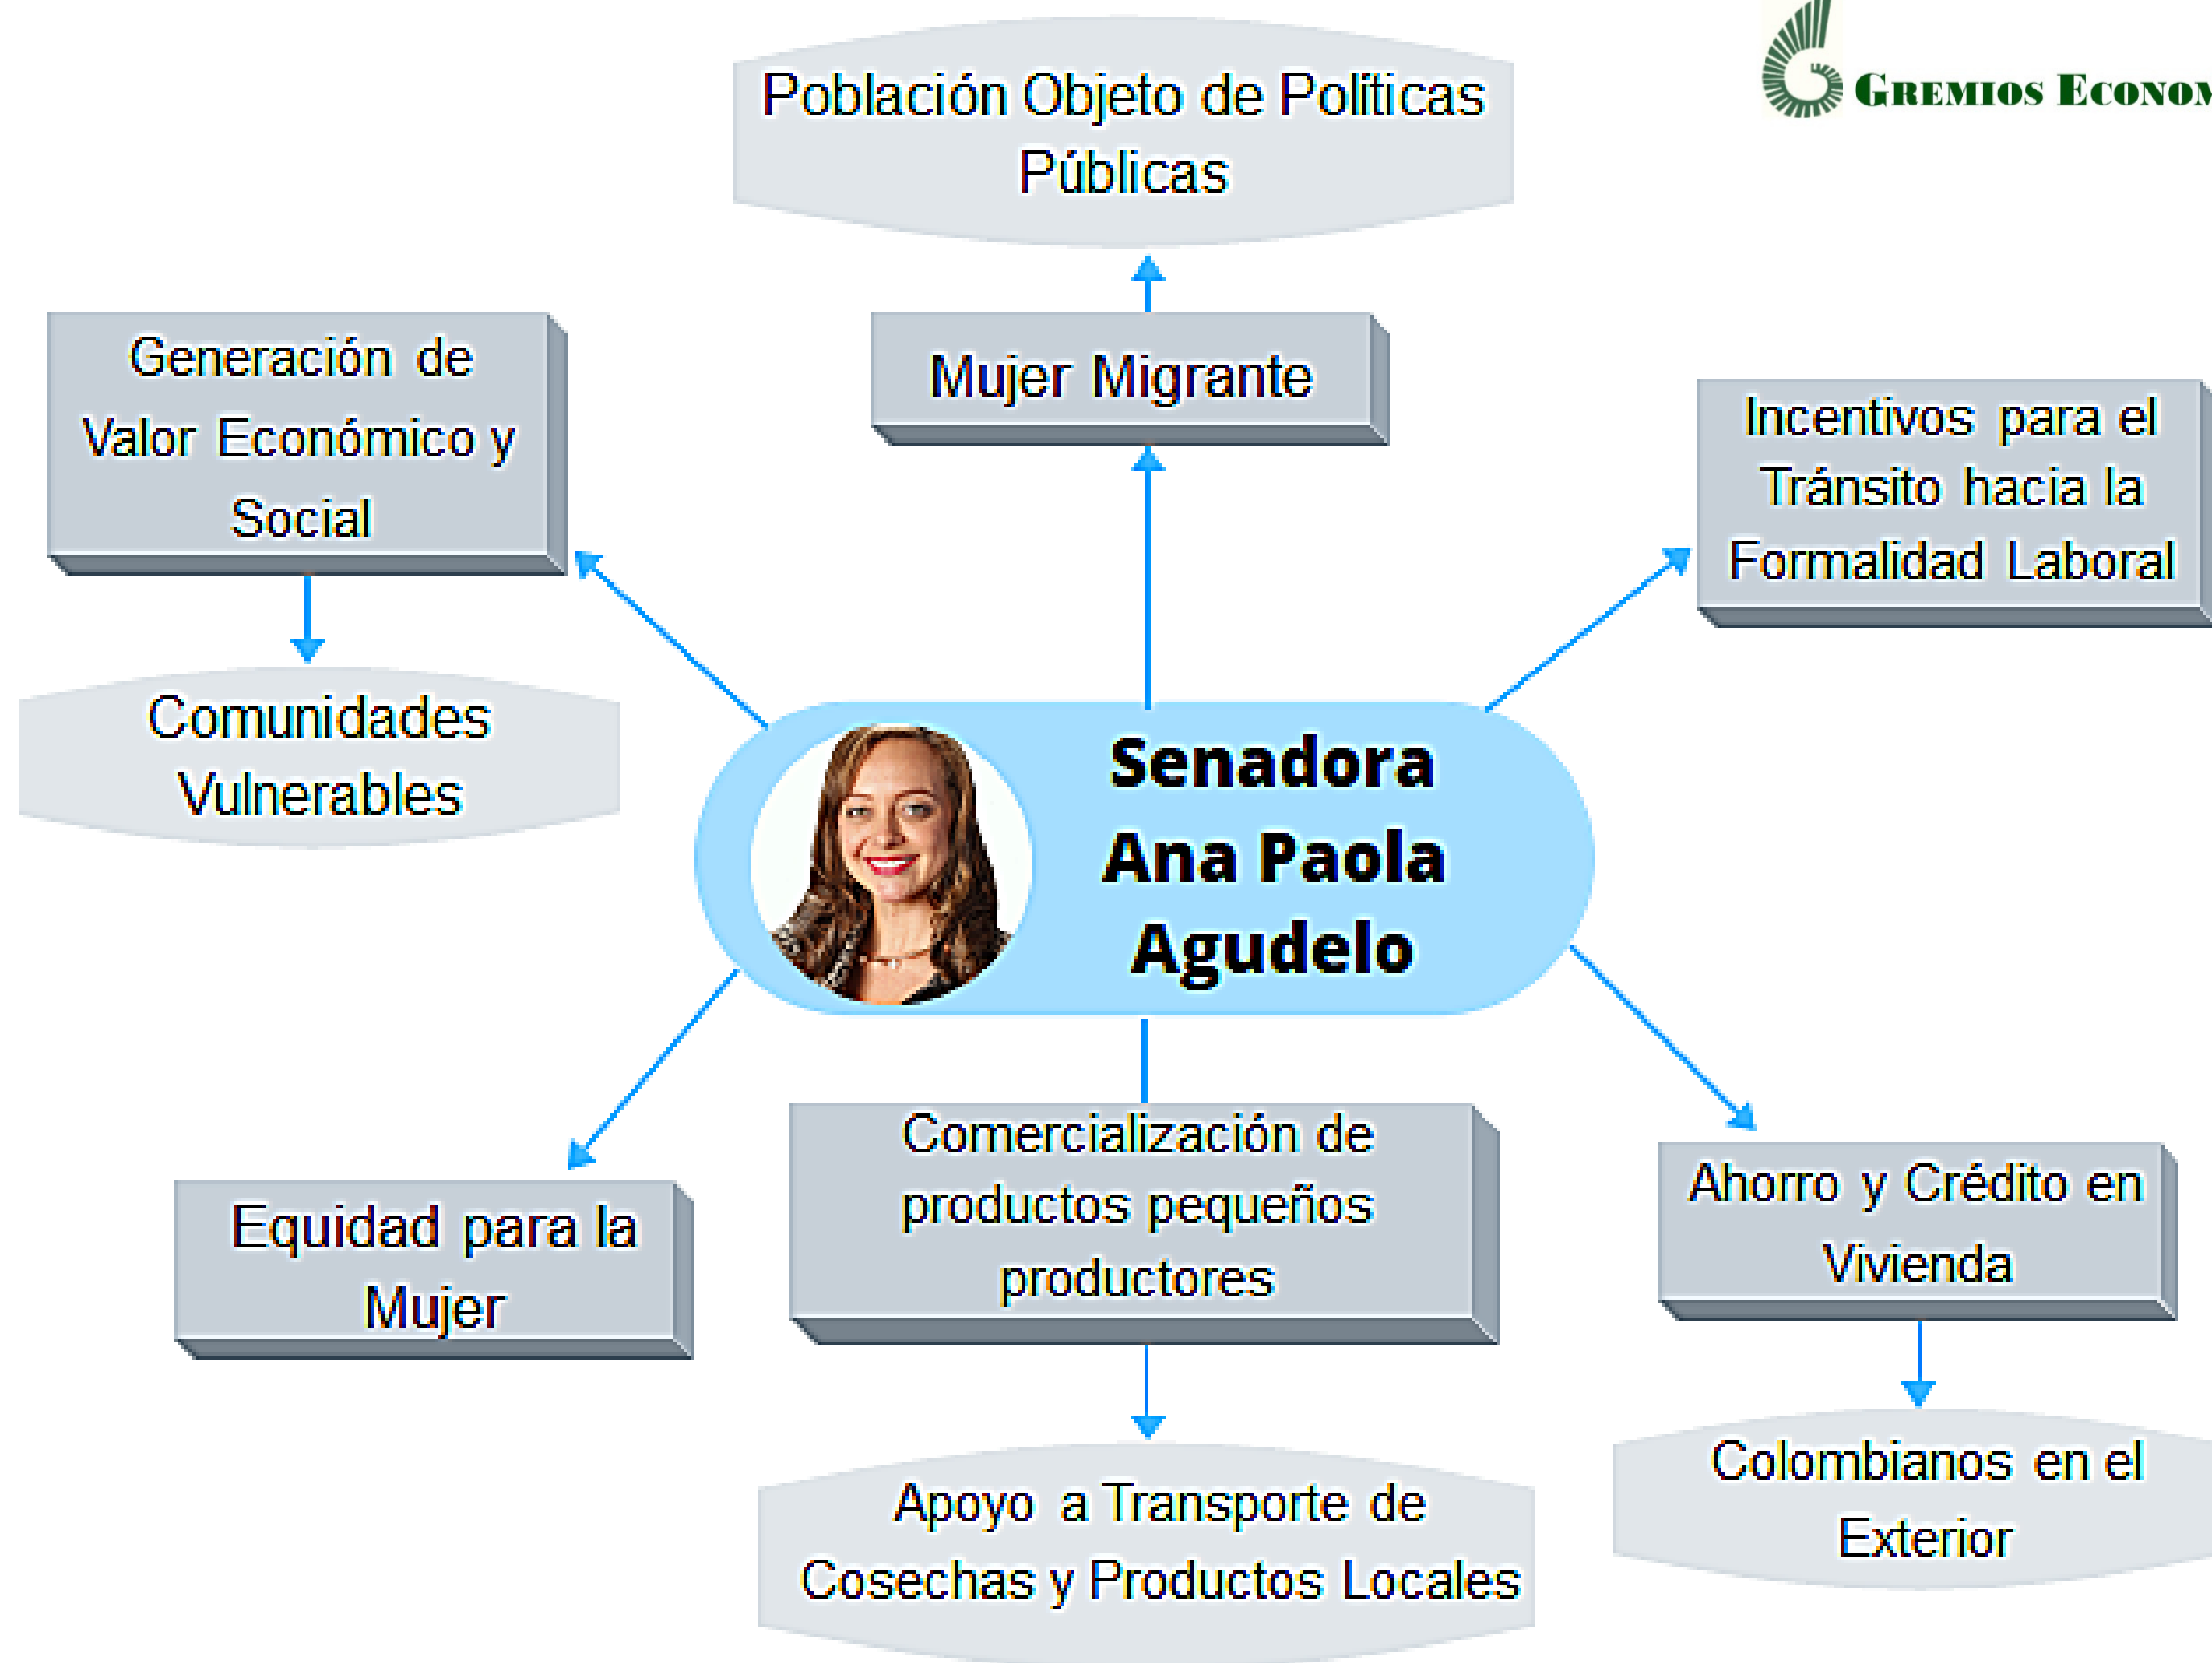 Población Objeto de Políticas
Públicas
GREMIOS
Generación de
Valor Económico y
Social
Mujer Migrante
Incentivos para el
Tránsito hacia la
Formalidad Laboral
Comunidades
Vulnerables
Senadora
Ana Paola
Agudelo
Equidad para la
Mujer
Comercialización de
productos pequeños
productores
Ahorro y Crédito en
Vivienda
Apoyo a Transporte de
Cosechas y Productos Locales
Colombianos en el
Exterior